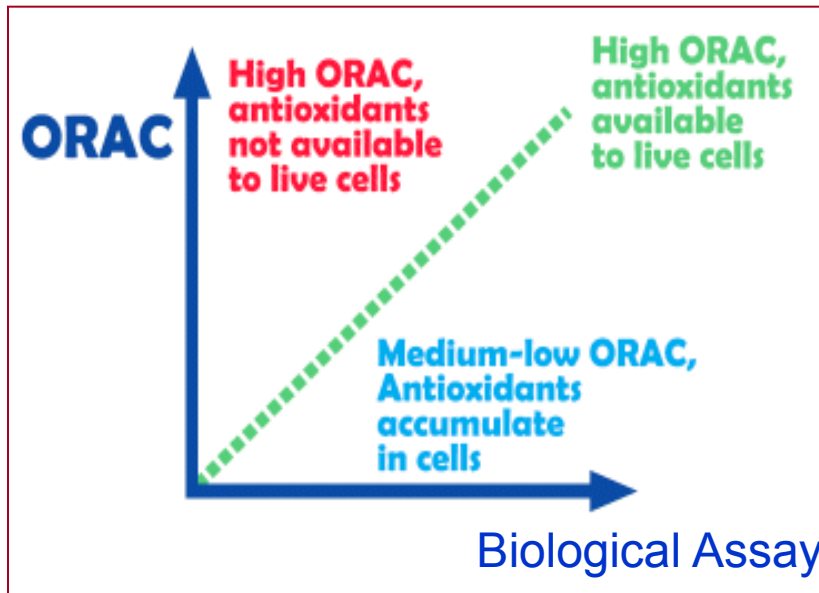 ORAC
High ORAC,
antioxidants
not available
to live cells
High ORAC,
antioxidants
available
to live cells
Medium-low ORAC,
Antioxidants
accumulate
in cells
Biological Assay